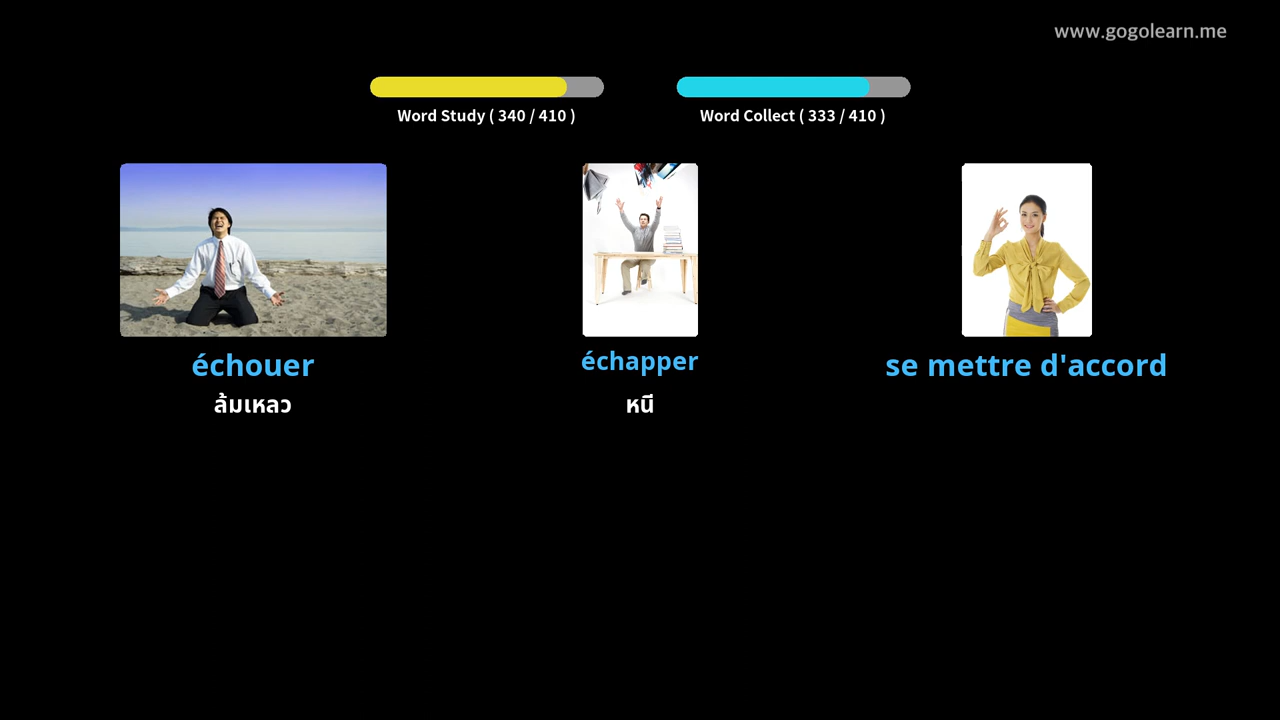 www.gogolearn.me
Word Study ( 340 / 410 )
Word Collect ( 333 / 410 )
échouer
échapper
se mettre d'accord
ล้มเหลว
หนี